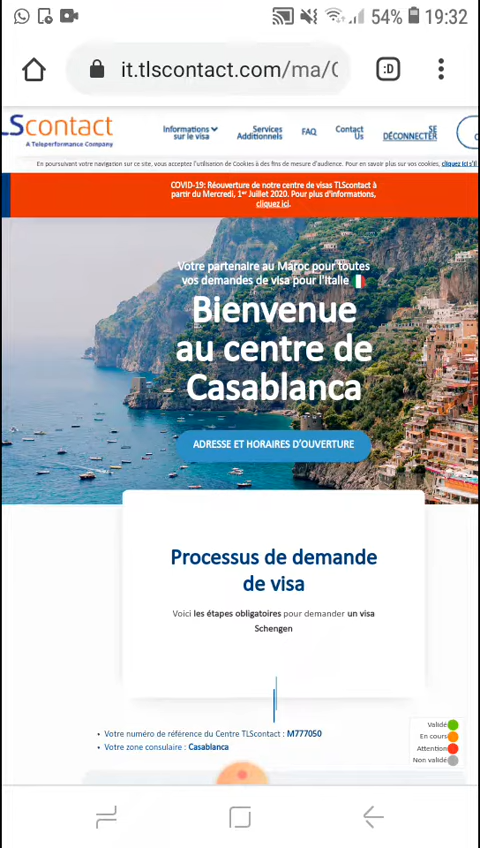 54% 19:32
it.tlscontact.com/ma/
:D
LScontact
A Teleperformance Company
Informations sur le visa
Services Additionnels
FAQ
Contact Us
SE DÉCONNECTER
En poursuivant votre navigation sur ce site, vous acceptez l'utilisation de Cookies à des fins de mesure d'audience. Pour en savoir plus sur vos cookies, cliquez ici
COVID-19: Réouverture de notre centre de visas TLScontact à
partir du Mercredi, 1er Juillet 2020. Pour plus d'informations,
cliquez ici.
Votre partenaire au Maroc pour toutes
vos demandes de visa pour l'Italie
Bienvenue
au centre de
Casablanca
ADRESSE ET HORAIRES D'OUVERTURE
Processus de demande
de visa
Voici les étapes obligatoires pour demander un visa
Schengen
• Votre numéro de référence du Centre TLScontact : M777050
• Votre zone consulaire : Casablanca
Validé
En cours
Attention
Non validé